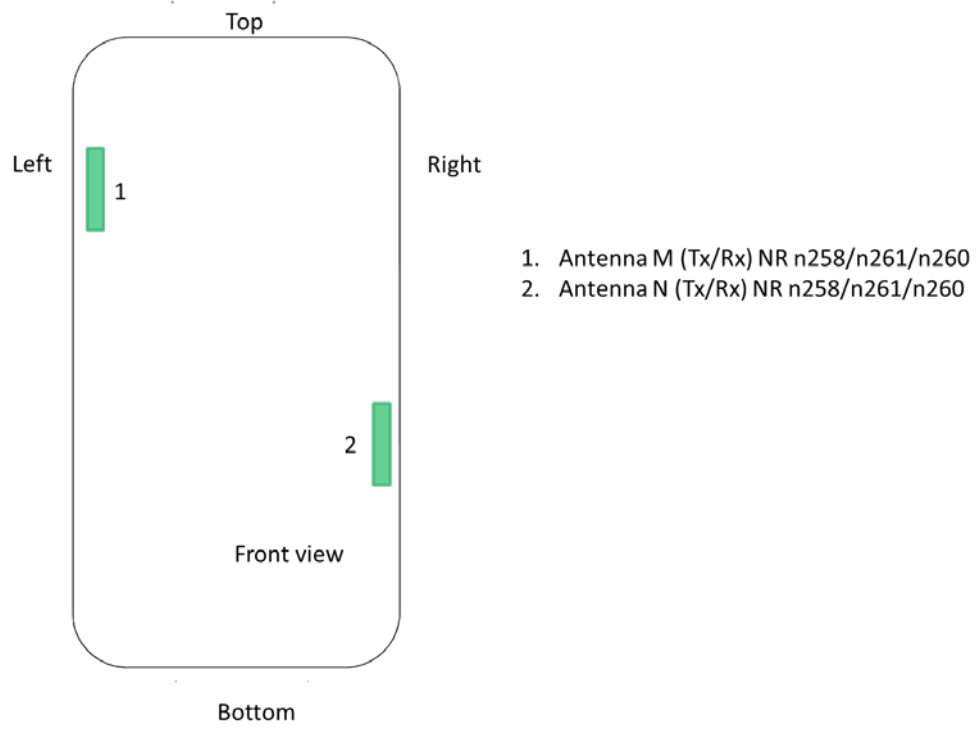 Top
Left
Right
1
1. Antenna M (Tx/Rx) NR n258/n261/n260
2. Antenna N (Tx/Rx) NR n258/n261/n260
2
Front view
Bottom